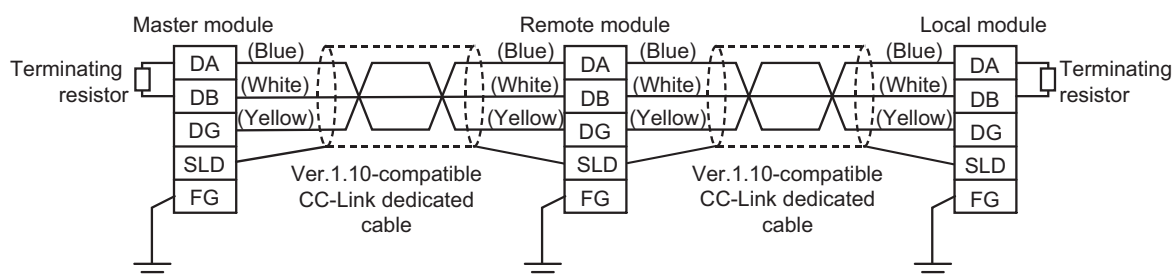 Master module
Remote module
Local module
Terminating
resistor
DA
DB
DG
SLD
FG
(Blue)
(White)
(Yellow)
Ver.1.10-compatible
CC-Link dedicated
cable
(Blue)
(White)
(Yellow)
DA
DB
DG
SLD
FG
(Blue)
(White)
(Yellow)
Ver.1.10-compatible
CC-Link dedicated
cable
(Blue)
(White)
(Yellow)
DA
DB
DG
SLD
FG
Terminating
resistor